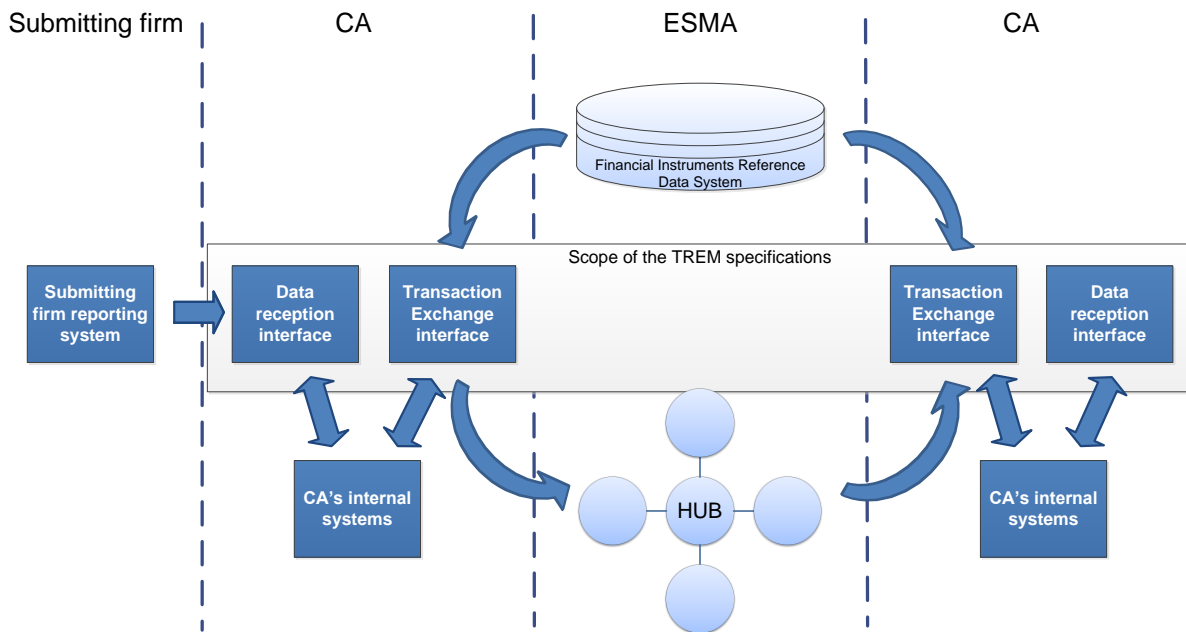 Submitting firm
CA
ESMA
CA
Financial Instruments Reference
Data System
Scope of the TREM specifications
Submitting
firm reporting
system
Data
reception
interface
Transaction
Exchange
interface
Transaction
Exchange
interface
Data
reception
interface
CA's internal
systems
HUB
CA's internal
systems